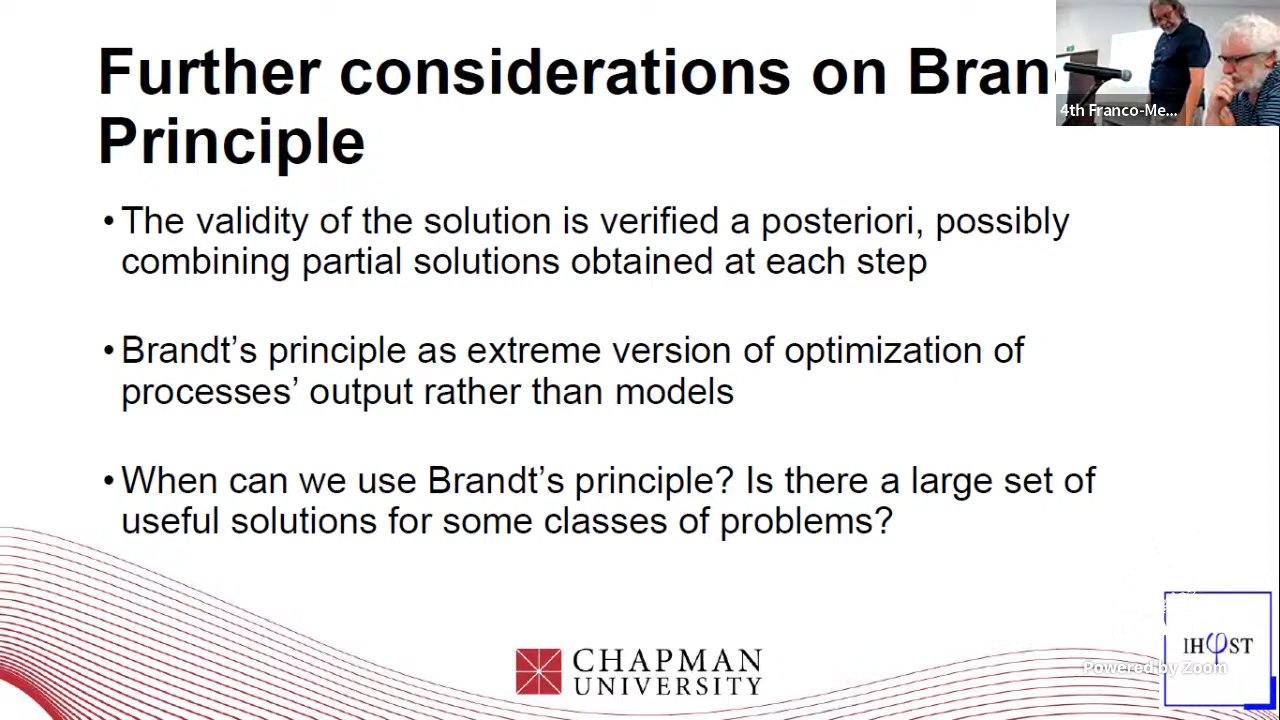 Further considerations on Bran
Principle
4th Franco-Me...
• The validity of the solution is verified a posteriori, possibly
combining partial solutions obtained at each step
• Brandt’s principle as extreme version of optimization of
processes’ output rather than models
• When can we use Brandt’s principle? Is there a large set of
useful solutions for some classes of problems?
CHAPMAN
UNIVERSITY
IHφST
Powered by Zoom